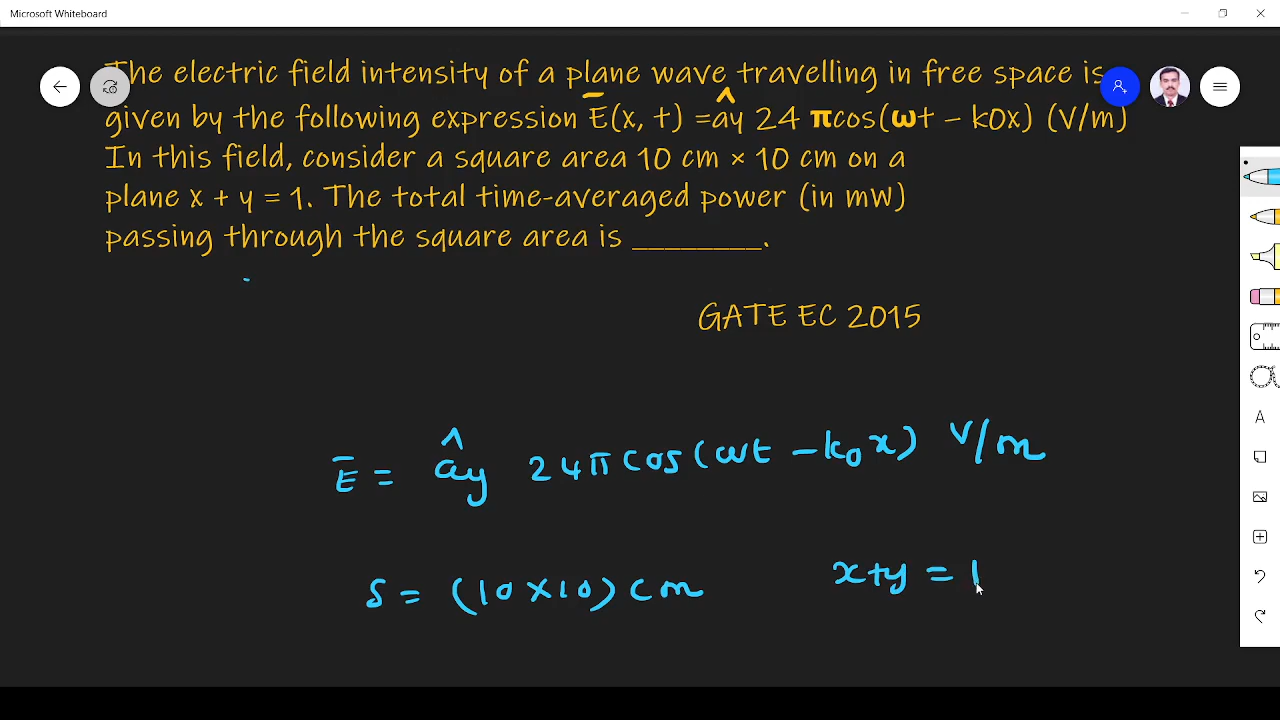 Microsoft Whiteboard
The electric field intensity of a plane wave travelling in free space is
given by the following expression E̅(x, t) =ây 24 πcos(ωt − k0x) (V/m)
In this field, consider a square area 10 cm × 10 cm on a
plane x + y = 1. The total time-averaged power (in mW)
passing through the square area is ________.
GATE EC 2015
E̅ = ây 24πcos(ωt − k₀x) V/m
S = (10×10) cm x+y = 1